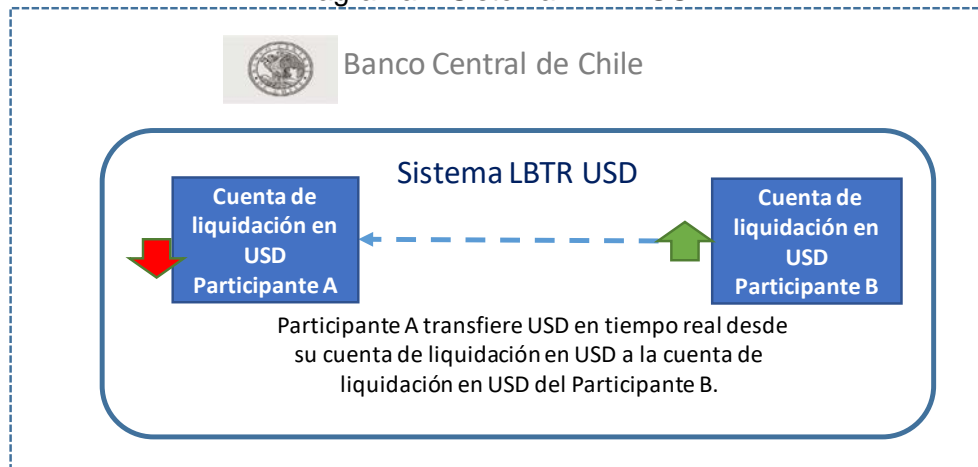 Banco Central de Chile
Sistema LBTR USD
Cuenta de
liquidación en
USD
Participante A
Cuenta de
liquidación en
USD
Participante B
Participante A transfiere USD en tiempo real desde
su cuenta de liquidación en USD a la cuenta de
liquidación en USD del Participante B.